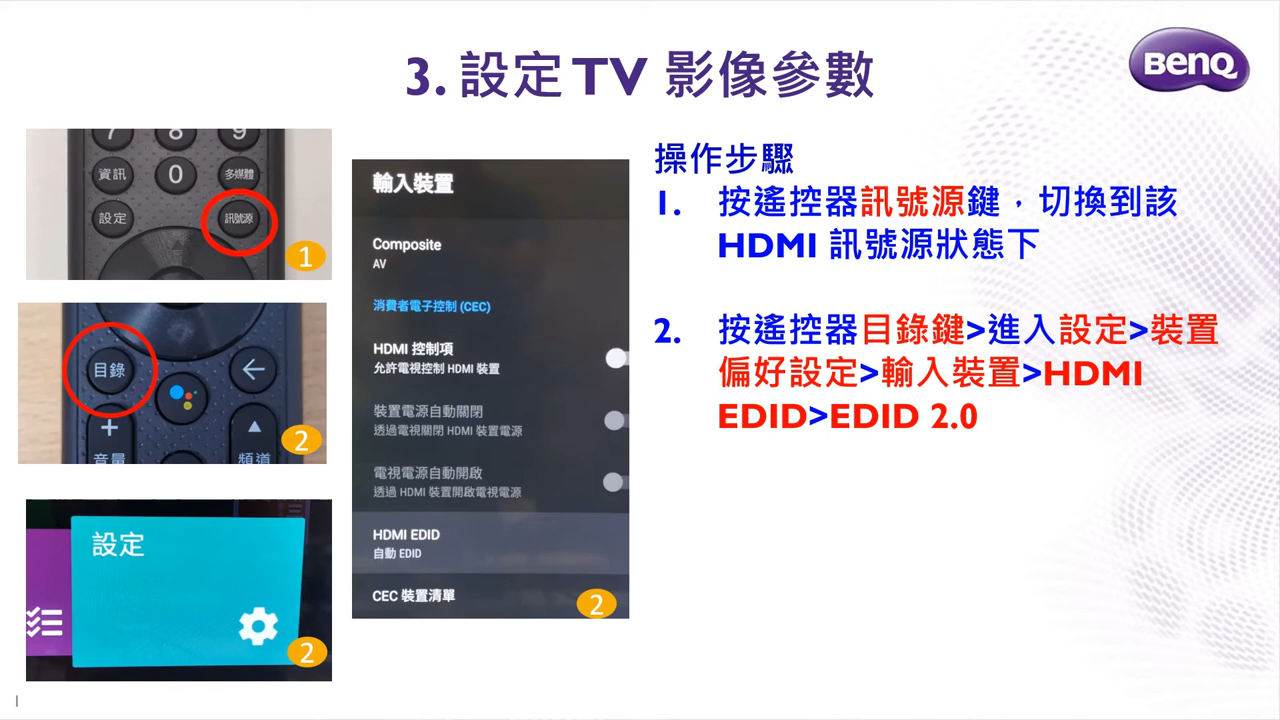 3. 設定 TV 影像參數
BenQ
7 8 9
資訊 0 多媒體
設定 訊號源
1
目錄
音量 頻道
2
設定
2
輸入裝置
Composite
AV
消費者電子控制 (CEC)
HDMI 控制項
允許電視控制 HDMI 裝置
裝置電源自動關閉
透過電視關閉 HDMI 裝置電源
電視電源自動開啟
透過 HDMI 裝置開啟電視電源
HDMI EDID
自動 EDID
CEC 裝置清單
2
操作步驟
1. 按遙控器訊號源鍵，切換到該
HDMI 訊號源狀態下
2. 按遙控器目錄鍵>進入設定>裝置
偏好設定>輸入裝置>HDMI
EDID>EDID 2.0